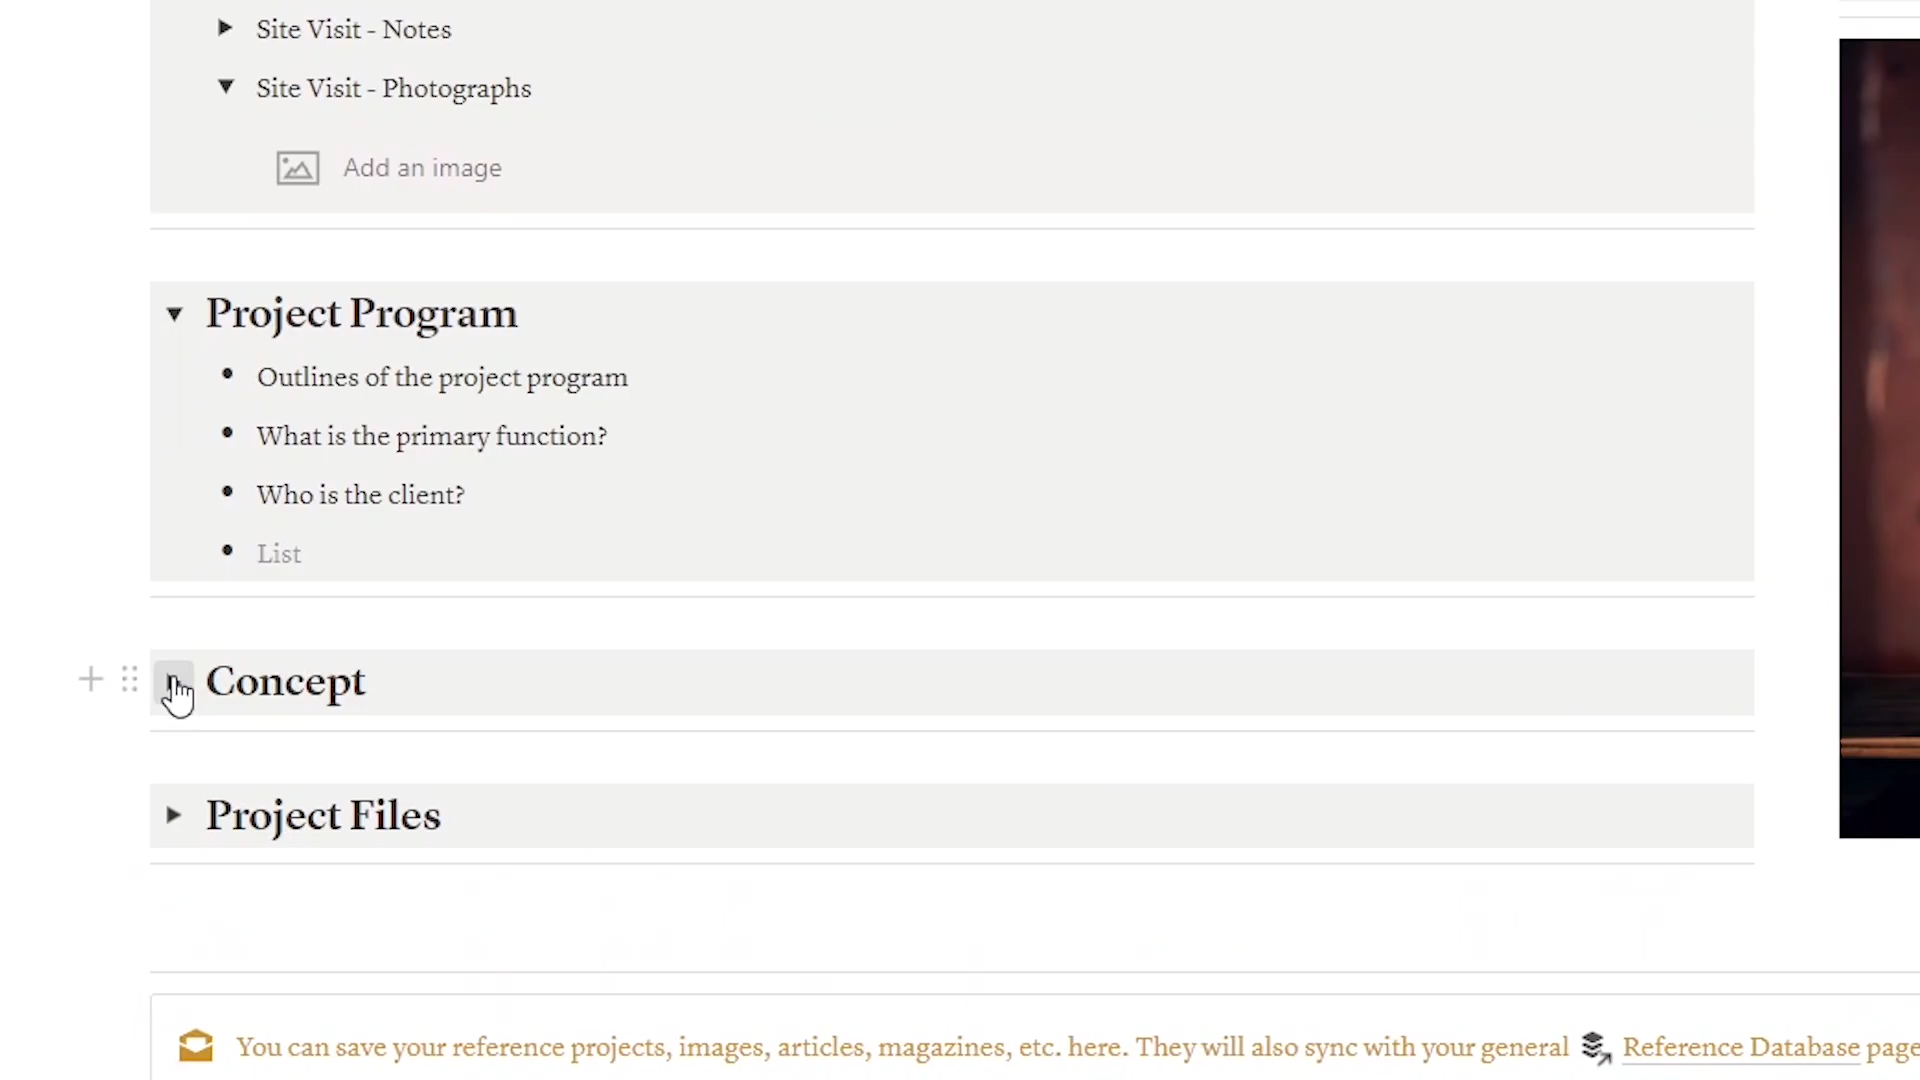 Site Visit - Notes
Site Visit - Photographs
Add an image
Project Program
Outlines of the project program
What is the primary function?
Who is the client?
List
Concept
Project Files
You can save your reference projects, images, articles, magazines, etc. here. They will also sync with your general Reference Database page